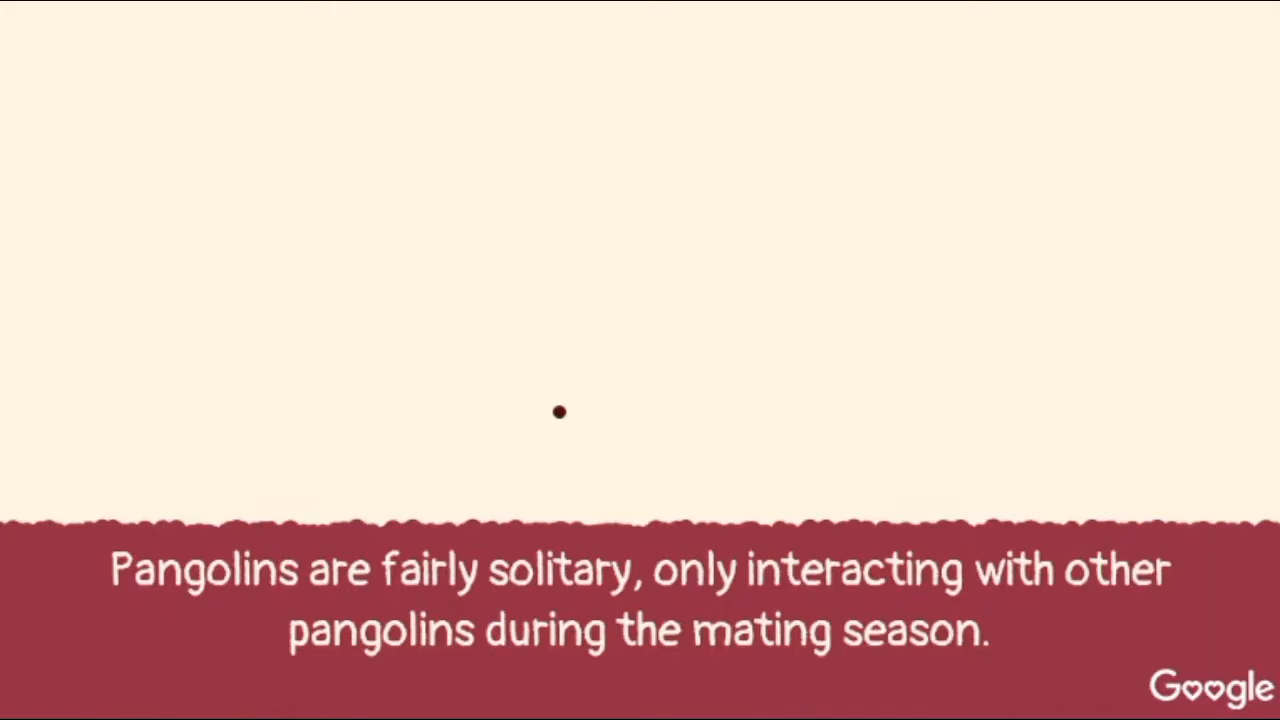 Pangolins are fairly solitary, only interacting with other
pangolins during the mating season.
Google